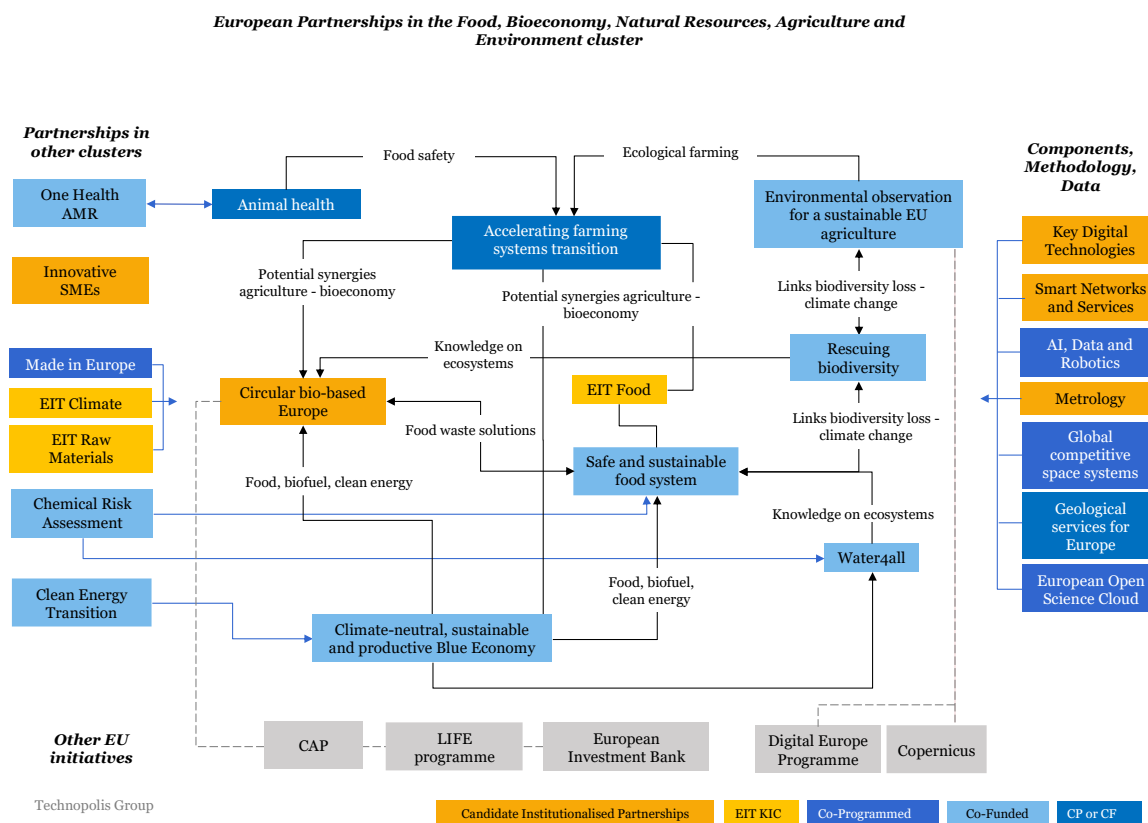 European Partnerships in the Food, Bioeconomy, Natural Resources, Agriculture and
Environment cluster
Partnerships in
other clusters
Components,
Methodology,
Data
Food safety
Ecological farming
One Health
AMR
Animal health
Environmental observation
for a sustainable EU
agriculture
Accelerating farming
systems transition
Key Digital
Technologies
Innovative
SMEs
Potential synergies
agriculture - bioeconomy
Potential synergies agriculture -
bioeconomy
Links biodiversity loss -
climate change
Smart Networks
and Services
Made in Europe
Knowledge on
ecosystems
Rescuing
biodiversity
AI, Data and
Robotics
EIT Climate
Circular bio-based
Europe
EIT Food
Metrology
EIT Raw
Materials
Food waste solutions
Links biodiversity loss -
climate change
Global
competitive
space systems
Food, biofuel, clean energy
Safe and sustainable
food system
Chemical Risk
Assessment
Knowledge on ecosystems
Geological
services for
Europe
Water4all
Clean Energy
Transition
Food, biofuel,
clean energy
European Open
Science Cloud
Climate-neutral, sustainable
and productive Blue Economy
Other EU
initiatives
CAP
LIFE
programme
European
Investment Bank
Digital Europe
Programme
Copernicus
Technopolis Group
Candidate Institutionalised Partnerships
EIT KIC
Co-Programmed
Co-Funded
CP or CF